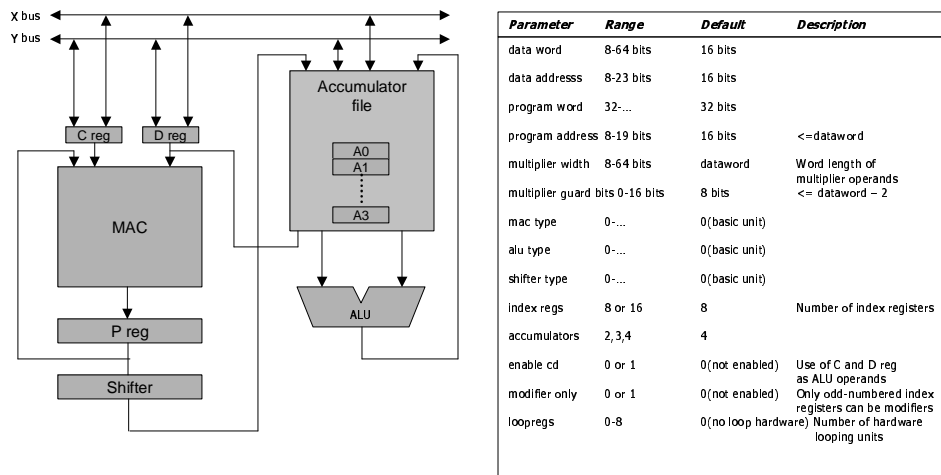 X bus
Y bus
C reg
D reg
MAC
P reg
Shifter
Accumulator
file
A0
A1
A3
ALU
Parameter Range Default Description
data word 8-64 bits 16 bits
data addresss 8-23 bits 16 bits
program word 32-... 32 bits
program address 8-19 bits 16 bits <=dataword
multiplier width 8-64 bits dataword Word length of
multiplier operands
multiplier guard bits 0-16 bits 8 bits <= dataword – 2
mac type 0-... 0(basic unit)
alu type 0-... 0(basic unit)
shifter type 0-... 0(basic unit)
index regs 8 or 16 8 Number of index registers
accumulators 2,3,4 4
enable cd 0 or 1 0(not enabled) Use of C and D reg
as ALU operands
modifier only 0 or 1 0(not enabled) Only odd-numbered index
registers can be modifiers
loopregs 0-8 0(no loop hardware) Number of hardware
looping units